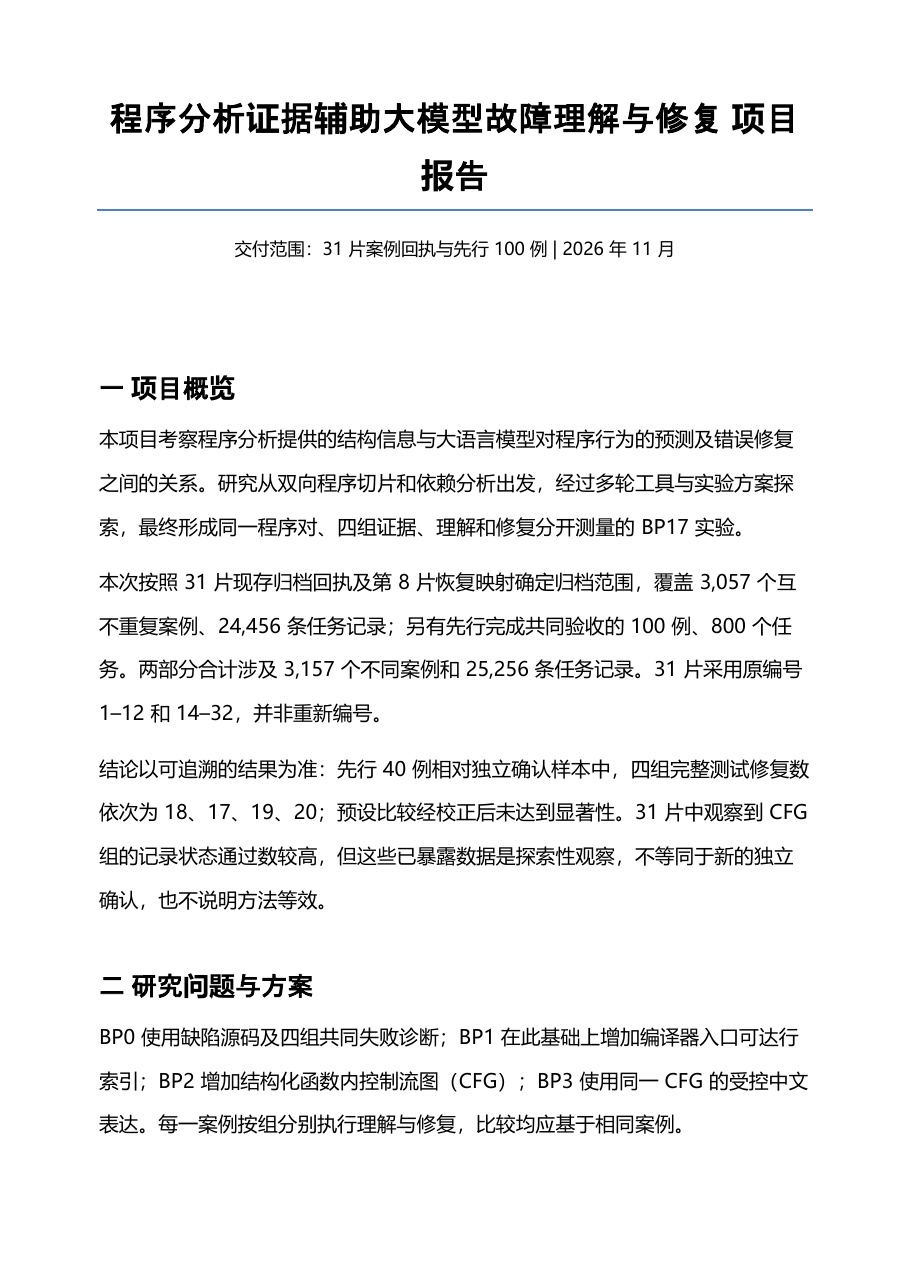 程序分析证据辅助大模型故障理解与修复 项目
报告
交付范围：31 片案例回执与先行 100 例 | 2026 年 11 月
一 项目概览
本项目考察程序分析提供的结构信息与大语言模型对程序行为的预测及错误修复
之间的关系。研究从双向程序切片和依赖分析出发，经过多轮工具与实验方案探
索，最终形成同一程序对、四组证据、理解和修复分开测量的 BP17 实验。
本次按照 31 片现存归档回执及第 8 片恢复映射确定归档范围，覆盖 3,057 个互
不重复案例、24,456 条任务记录；另有先行完成共同验收的 100 例、800 个任
务。两部分合计涉及 3,157 个不同案例和 25,256 条任务记录。31 片采用原编号
1–12 和 14–32，并非重新编号。
结论以可追溯的结果为准：先行 40 例相对独立确认样本中，四组完整测试修复数
依次为 18、17、19、20；预设比较经校正后未达到显著性。31 片中观察到 CFG
组的记录状态通过数较高，但这些已暴露数据是探索性观察，不等同于新的独立
确认，也不说明方法等效。
二 研究问题与方案
BP0 使用缺陷源码及四组共同失败诊断；BP1 在此基础上增加编译器入口可达行
索引；BP2 增加结构化函数内控制流图（CFG）；BP3 使用同一 CFG 的受控中文
表达。每一案例按组分别执行理解与修复，比较均应基于相同案例。